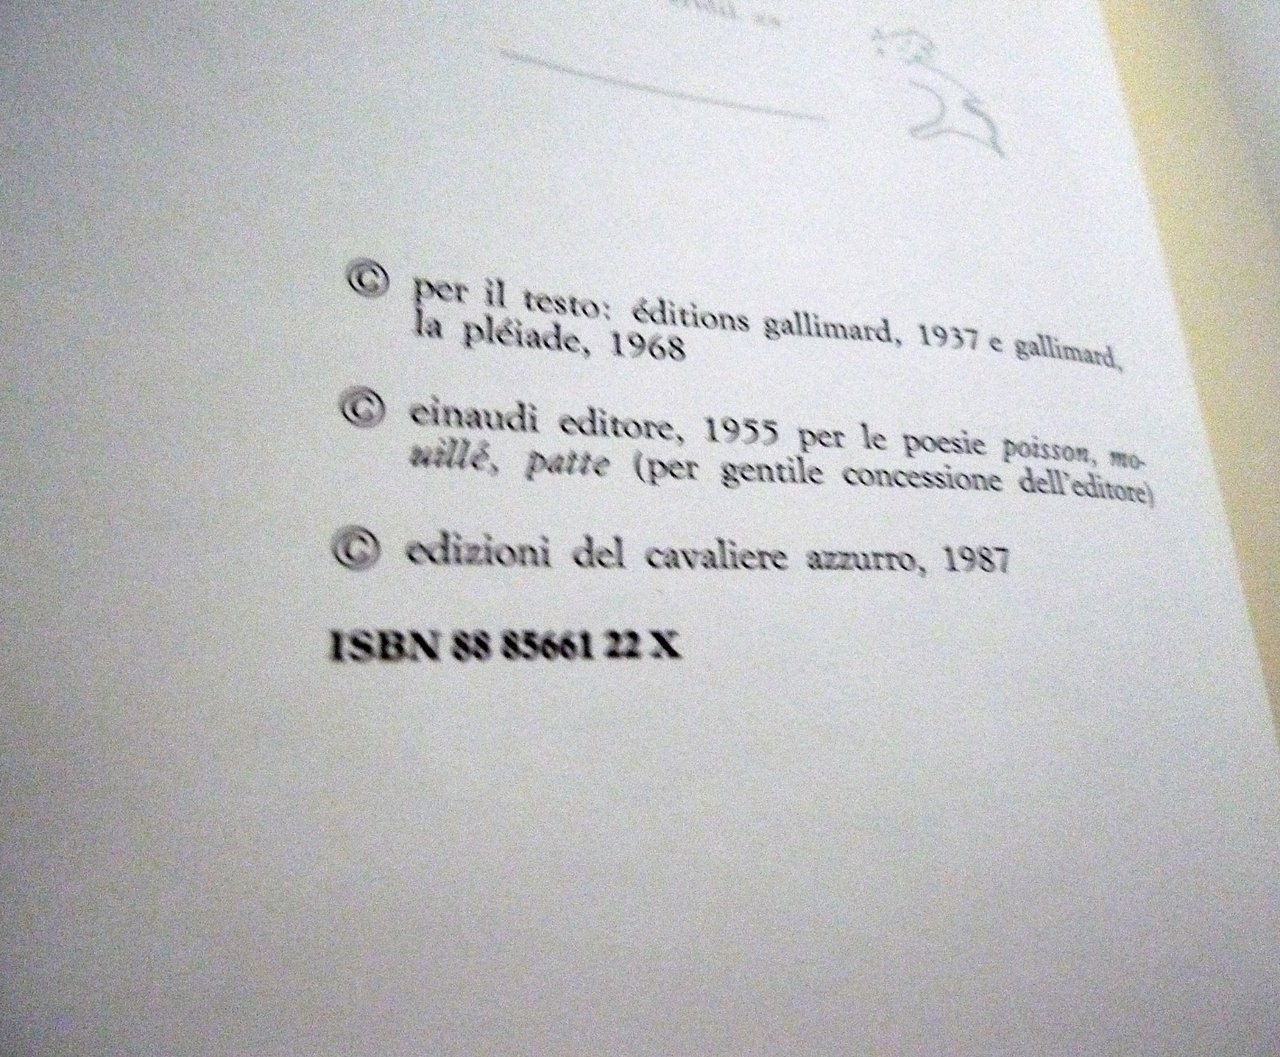 © per il testo: éditions gallimard, 1937 e gallimard,
la pléiade, 1968
© einaudi editore, 1955 per le poesie poisson, mo-
uillé, patte (per gentile concessione dell'editore)
© edizioni del cavaliere azzurro, 1987
ISBN 88 85661 22 X